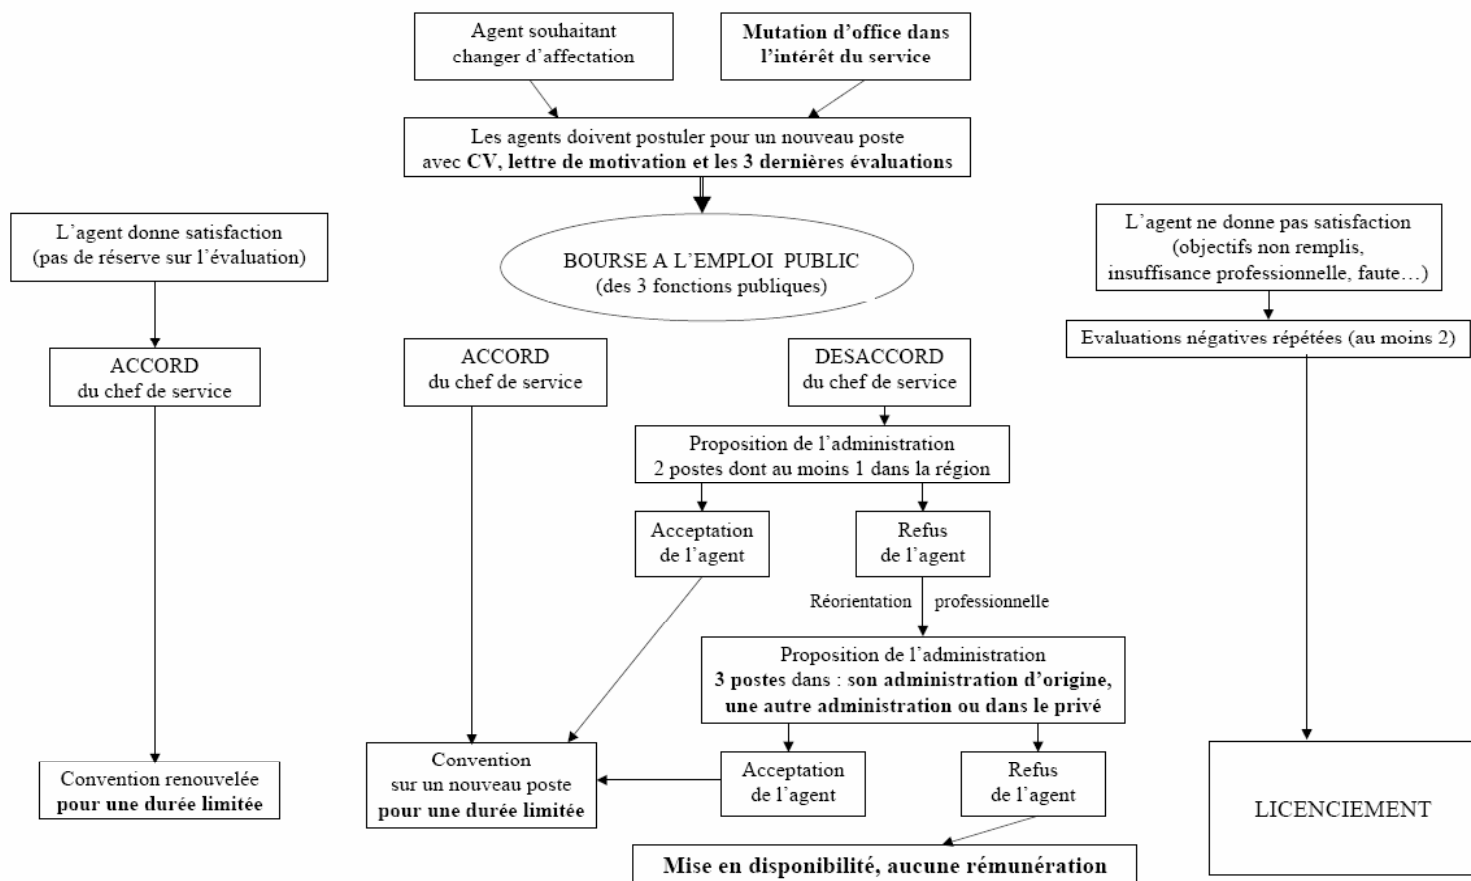 Agent souhaitant
changer d'affectation
Mutation d'office dans
l'intérêt du service
Les agents doivent postuler pour un nouveau poste
avec CV, lettre de motivation et les 3 dernières évaluations
L'agent donne satisfaction
(pas de réserve sur l'évaluation)
BOURSE A L'EMPLOI PUBLIC
(des 3 fonctions publiques)
L'agent ne donne pas satisfaction
(objectifs non remplis,
insuffisance professionnelle, faute…)
Evaluations négatives répétées (au moins 2)
ACCORD
du chef de service
ACCORD
du chef de service
DESACCORD
du chef de service
Proposition de l'administration
2 postes dont au moins 1 dans la région
Acceptation
de l'agent
Refus
de l'agent
Réorientation professionnelle
Proposition de l'administration
3 postes dans : son administration d'origine,
une autre administration ou dans le privé
Convention renouvelée
pour une durée limitée
Convention
sur un nouveau poste
pour une durée limitée
Acceptation
de l'agent
Refus
de l'agent
LICENCIEMENT
Mise en disponibilité, aucune rémunération